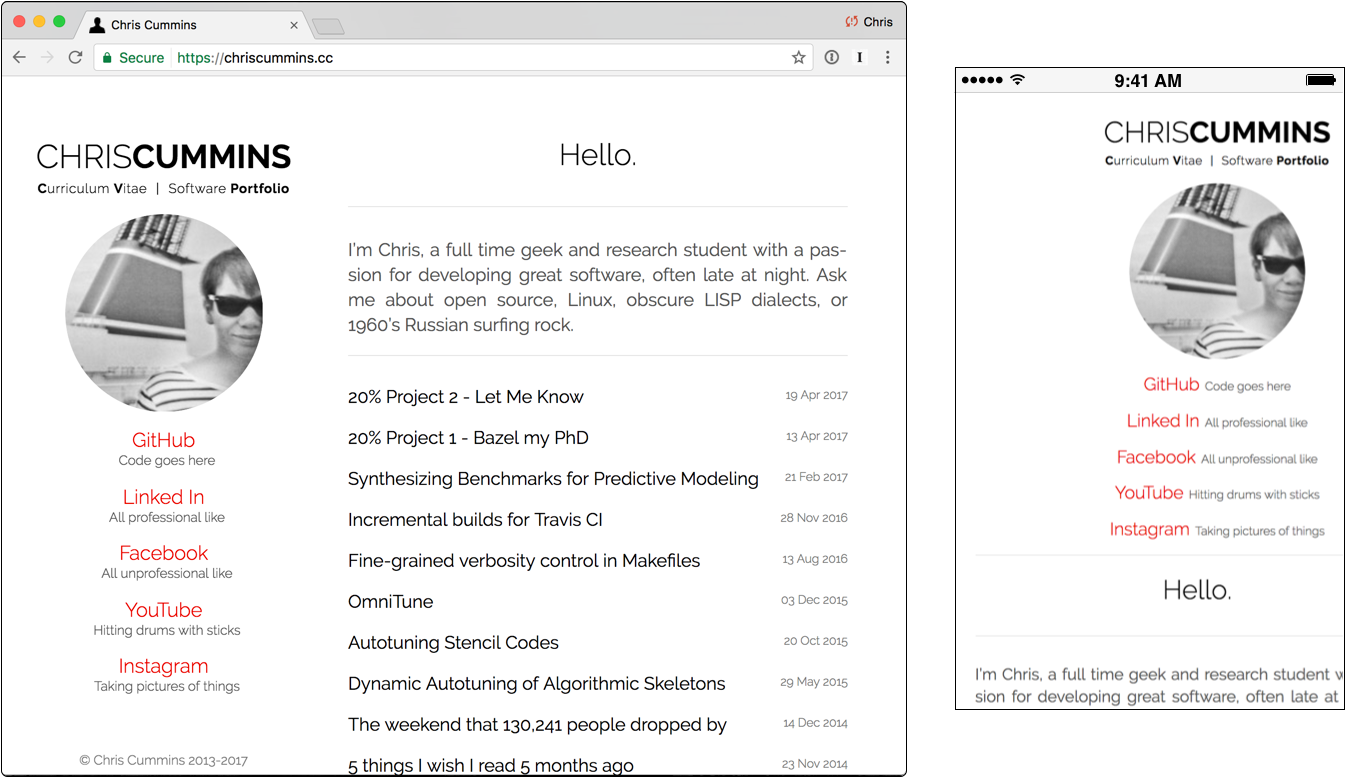 Chris Cummins
Chris
Secure https://chriscummins.cc
CHRISCUMMINS
Curriculum Vitae | Software Portfolio
GitHub
Code goes here
Linked In
All professional like
Facebook
All unprofessional like
YouTube
Hitting drums with sticks
Instagram
Taking pictures of things
© Chris Cummins 2013-2017
Hello.
I'm Chris, a full time geek and research student with a pas-
sion for developing great software, often late at night. Ask
me about open source, Linux, obscure LISP dialects, or
1960's Russian surfing rock.
20% Project 2 - Let Me Know 19 Apr 2017
20% Project 1 - Bazel my PhD 13 Apr 2017
Synthesizing Benchmarks for Predictive Modeling 21 Feb 2017
Incremental builds for Travis CI 28 Nov 2016
Fine-grained verbosity control in Makefiles 13 Aug 2016
OmniTune 03 Dec 2015
Autotuning Stencil Codes 20 Oct 2015
Dynamic Autotuning of Algorithmic Skeletons 29 May 2015
The weekend that 130,241 people dropped by 14 Dec 2014
5 things I wish I read 5 months ago 23 Nov 2014
9:41 AM
CHRISCUMMINS
Curriculum Vitae | Software Portfolio
GitHub Code goes here
Linked In All professional like
Facebook All unprofessional like
YouTube Hitting drums with sticks
Instagram Taking pictures of things
Hello.
I'm Chris, a full time geek and research student w
sion for developing great software, often late at